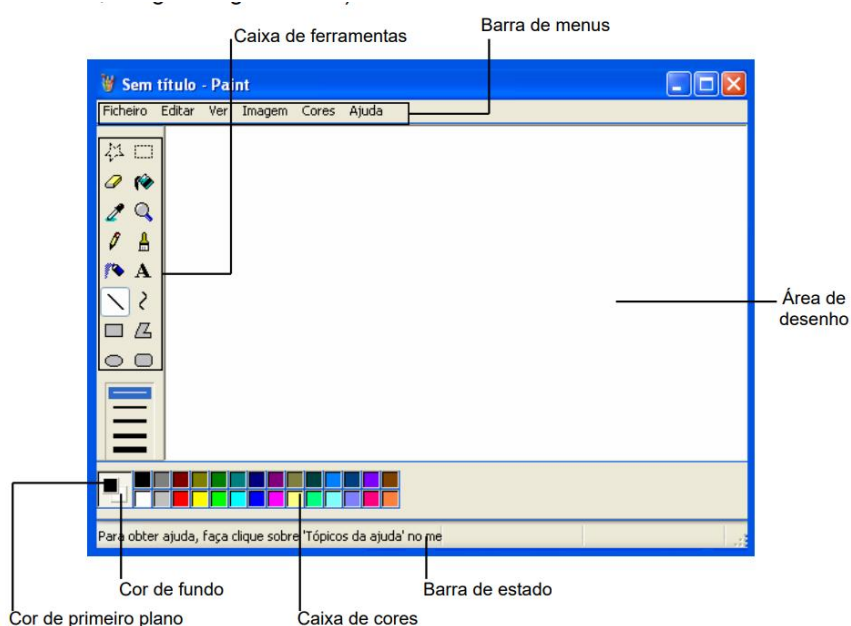 Caixa de ferramentas
Barra de menus
Sem título - Paint
Ficheiro Editar Ver Imagem Cores Ajuda
A
Área de
desenho
Para obter ajuda, faça clique sobre 'Tópicos da ajuda' no me
Cor de fundo
Barra de estado
Cor de primeiro plano
Caixa de cores